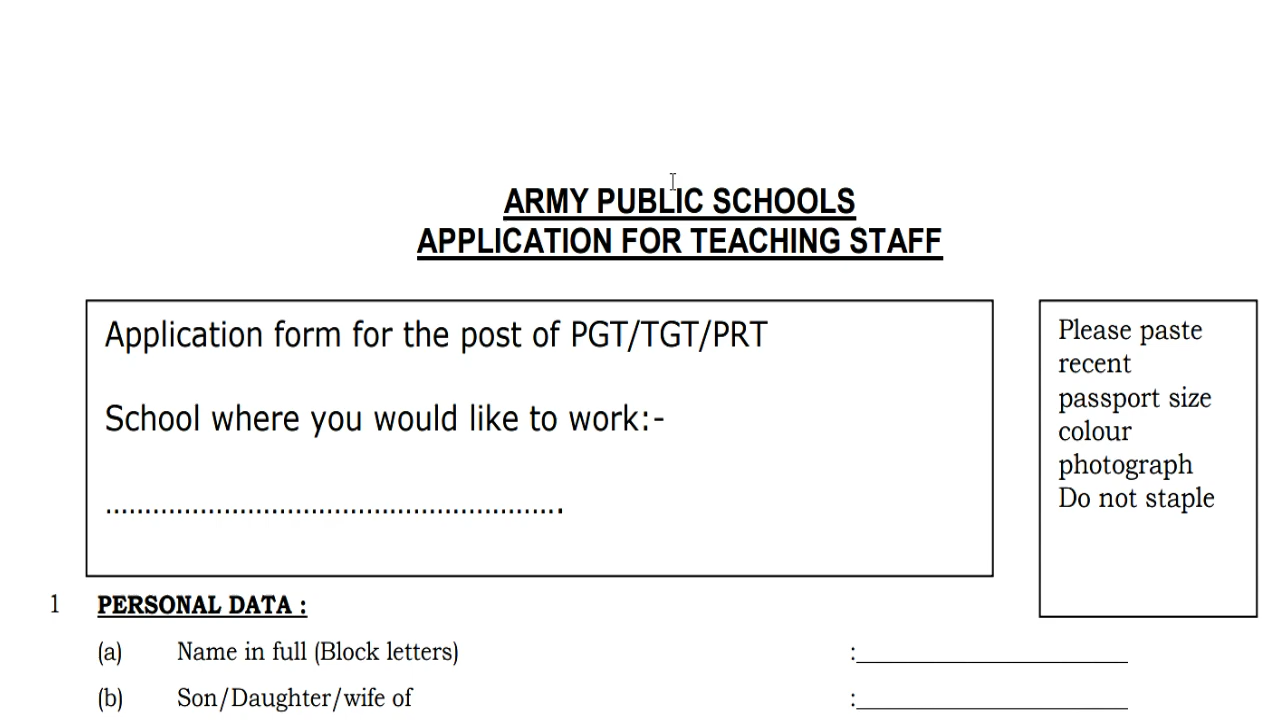 ARMY PUBLIC SCHOOLS
APPLICATION FOR TEACHING STAFF
Application form for the post of PGT/TGT/PRT
School where you would like to work:-
..........................................................
Please paste
recent
passport size
colour
photograph
Do not staple
1 PERSONAL DATA :
(a) Name in full (Block letters) :____________________
(b) Son/Daughter/wife of :____________________